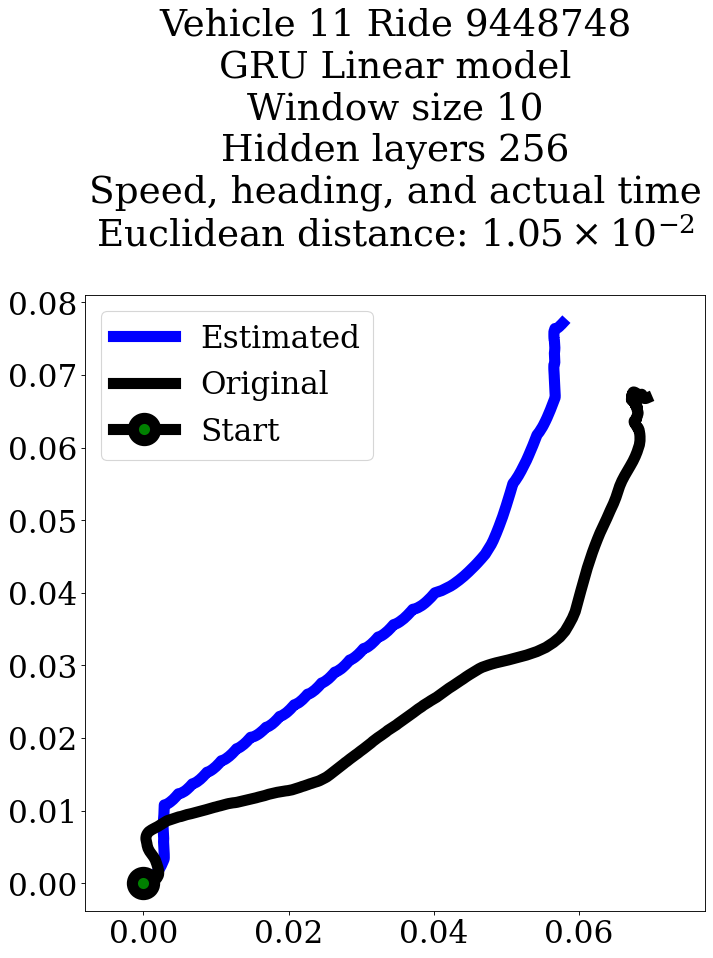 Vehicle 11 Ride 9448748
GRU Linear model
Window size 10
Hidden layers 256
Speed, heading, and actual time
Euclidean distance: 1.05 × 10⁻²
Estimated
Original
Start
0.08
0.07
0.06
0.05
0.04
0.03
0.02
0.01
0.00
0.00 0.02 0.04 0.06